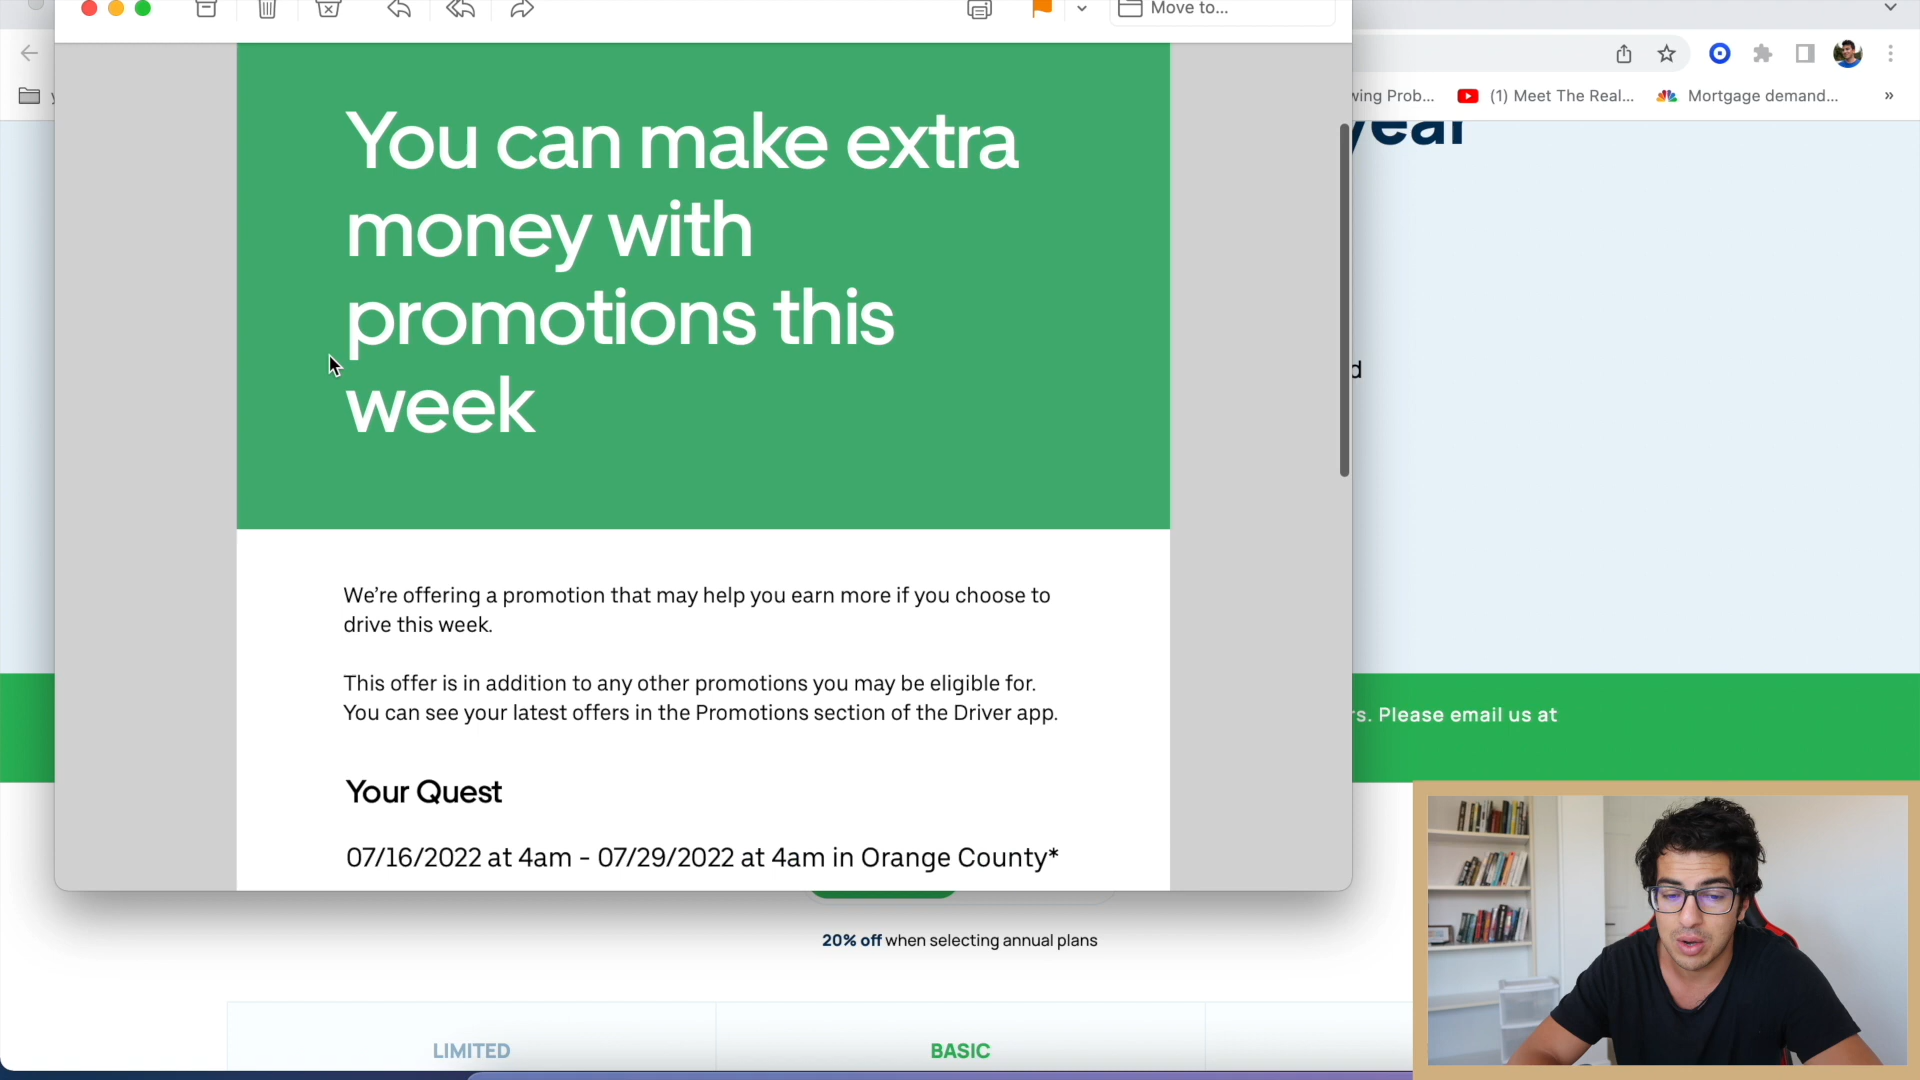 Move to...
wing Prob...
(1) Meet The Real...
Mortgage demand...
»
year
You can make extra
money with
promotions this
week
d
We're offering a promotion that may help you earn more if you choose to
drive this week.
This offer is in addition to any other promotions you may be eligible for.
You can see your latest offers in the Promotions section of the Driver app.
rs. Please email us at
Your Quest
07/16/2022 at 4am - 07/29/2022 at 4am in Orange County*
20% off when selecting annual plans
LIMITED
BASIC